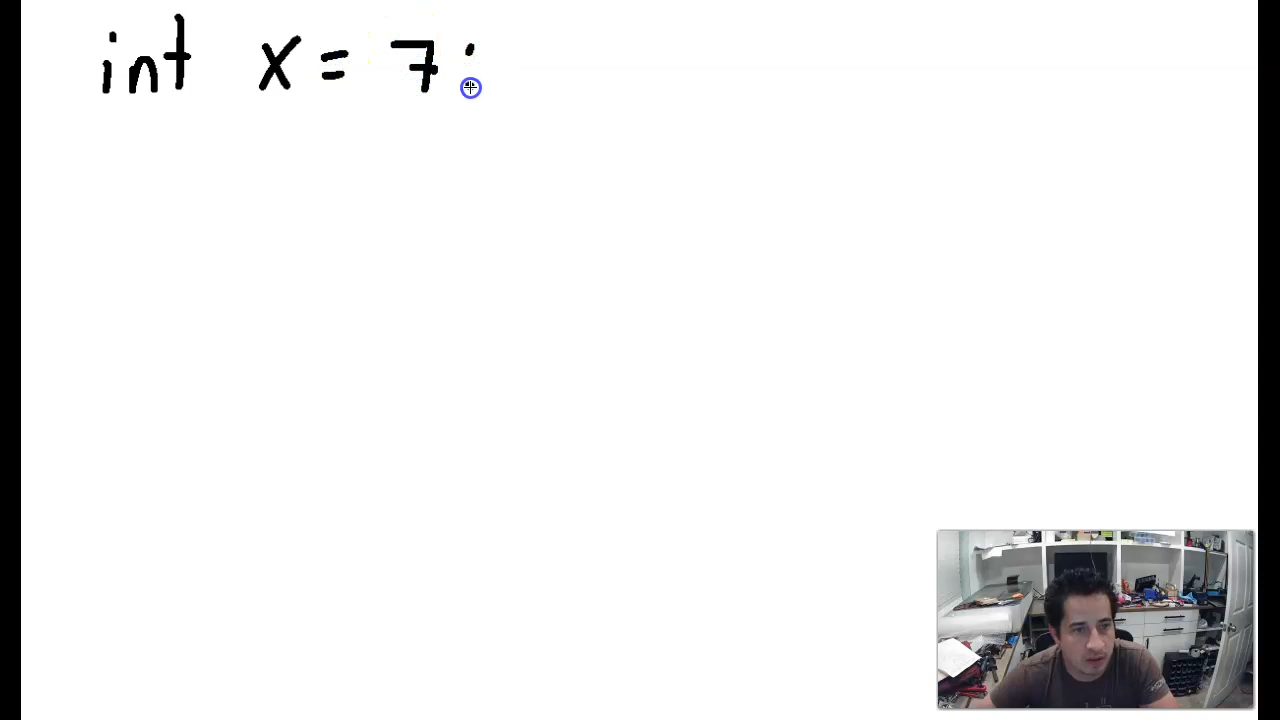 int x = 7;